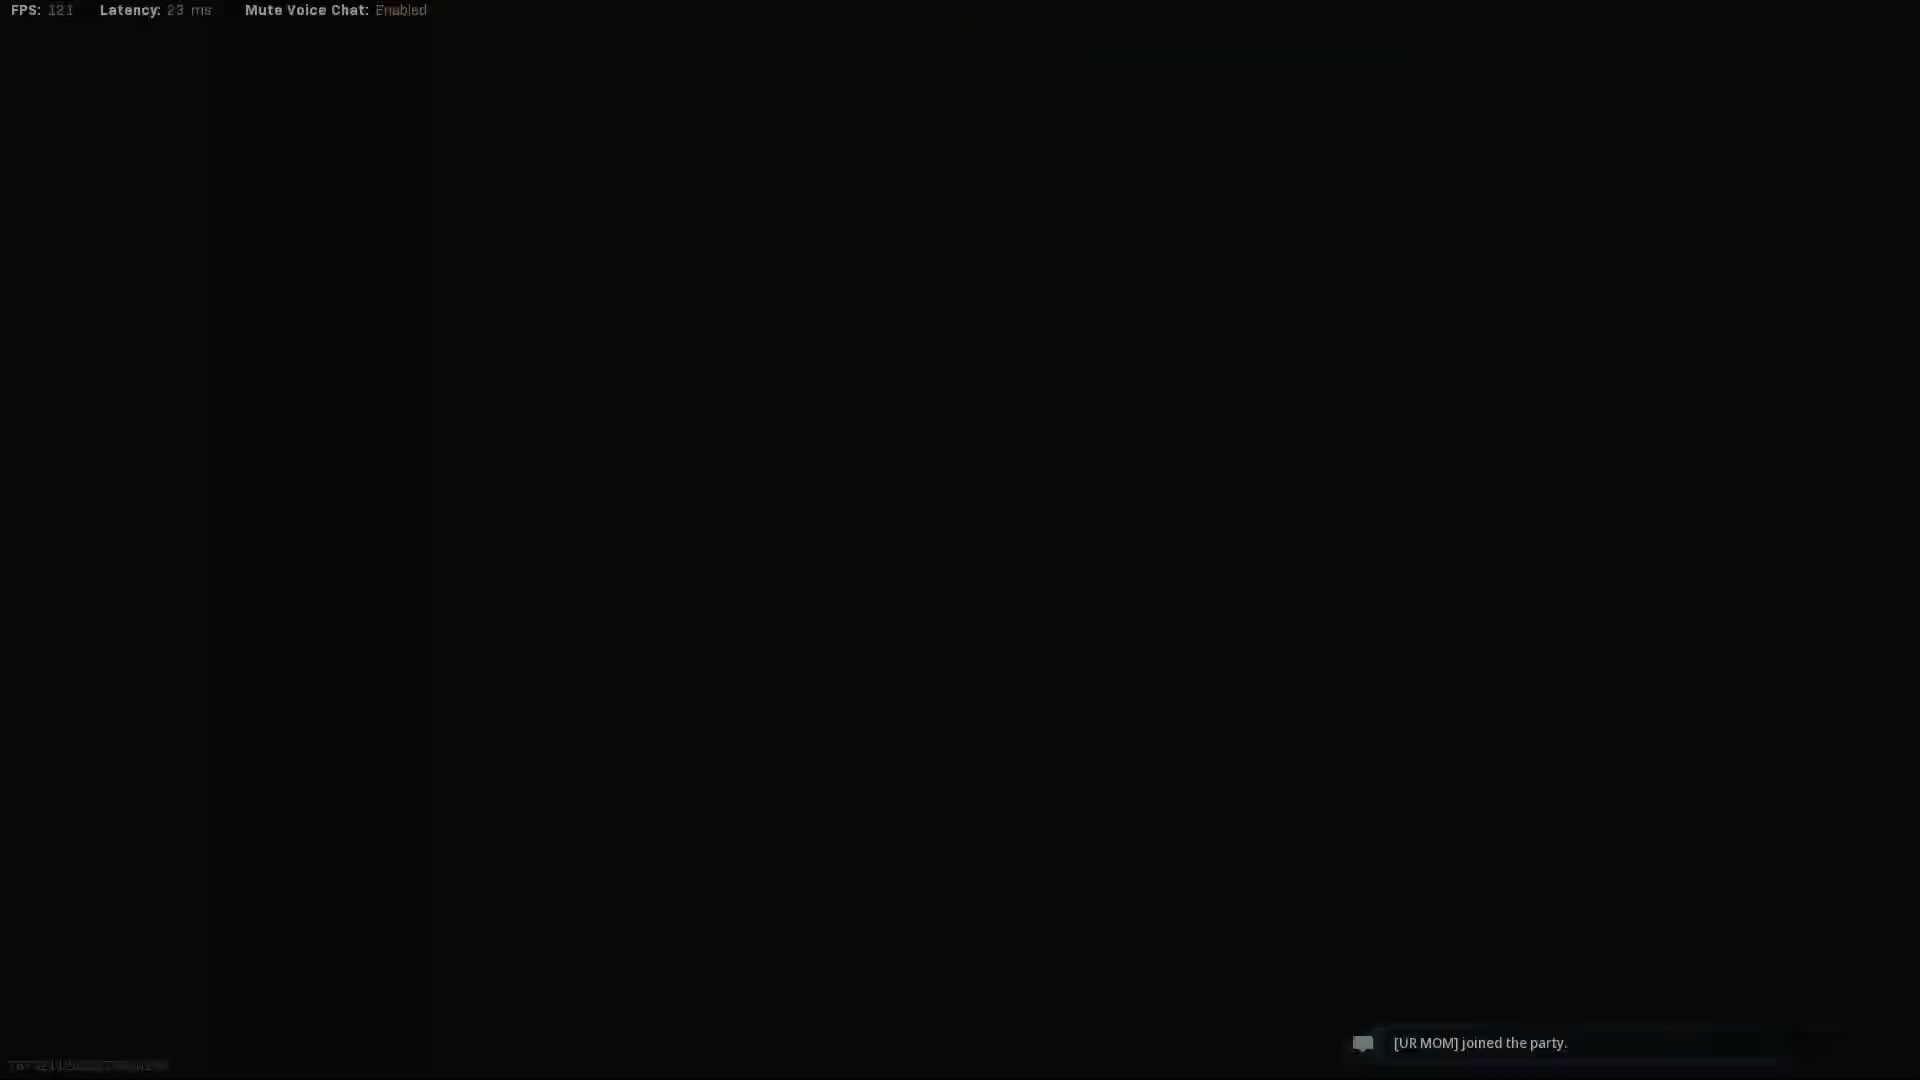 FPS: 121 Latency: 23 ms Mute Voice Chat: Enabled
[UR MOM] joined the party.